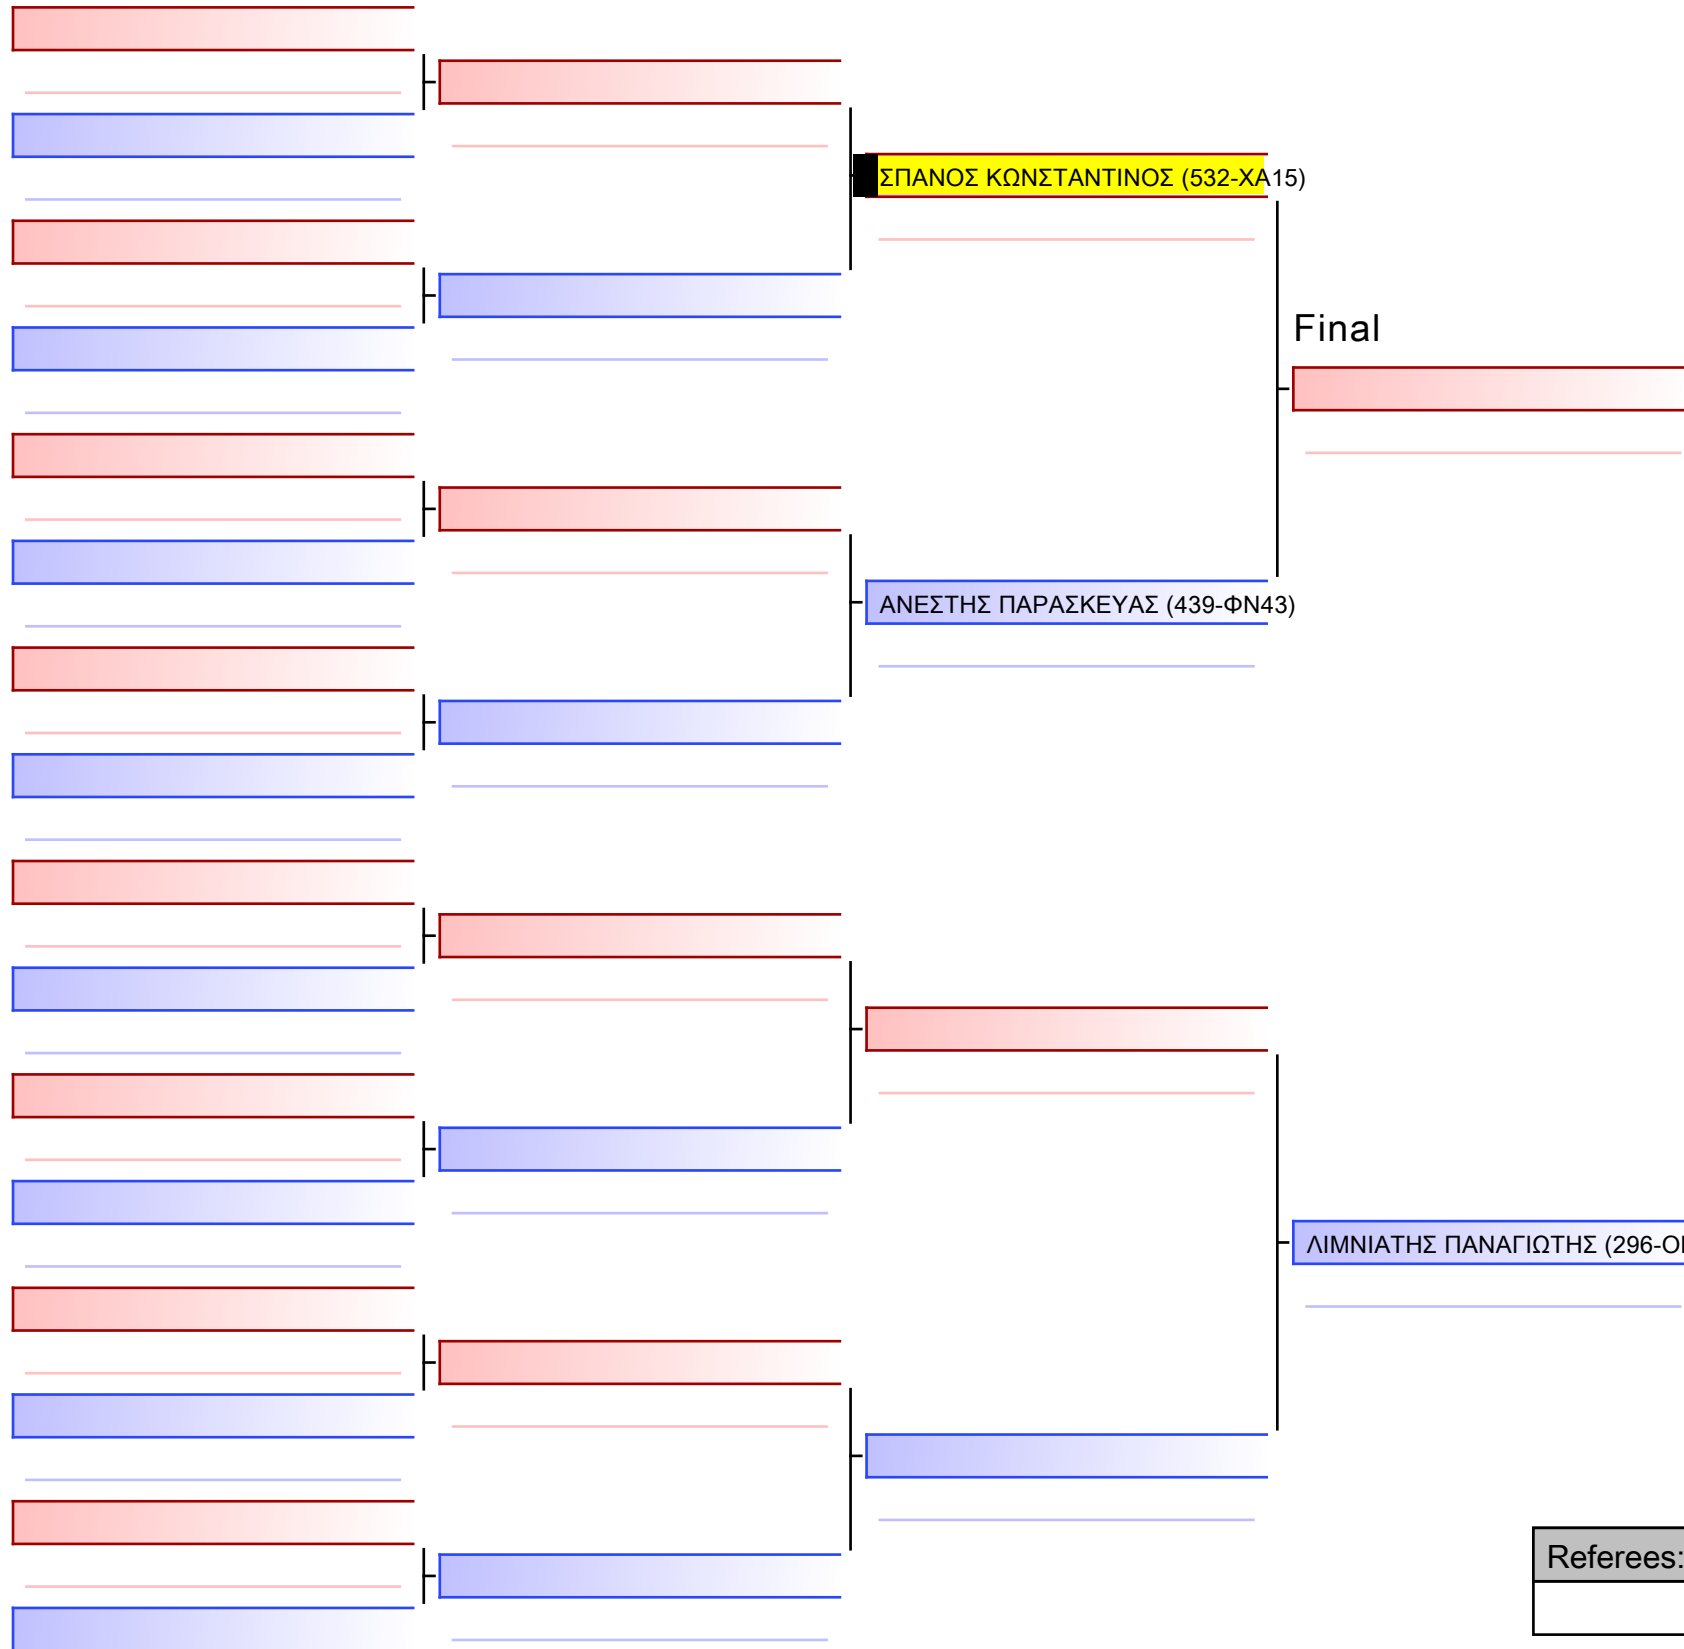 ΣΠΑΝΟΣ ΚΩΝΣΤΑΝΤΙΝΟΣ (532-ΧΑ15)
Final
ΑΝΕΣΤΗΣ ΠΑΡΑΣΚΕΥΑΣ (439-ΦΝ43)
ΛΙΜΝΙΑΤΗΣ ΠΑΝΑΓΙΩΤΗΣ
Referees: